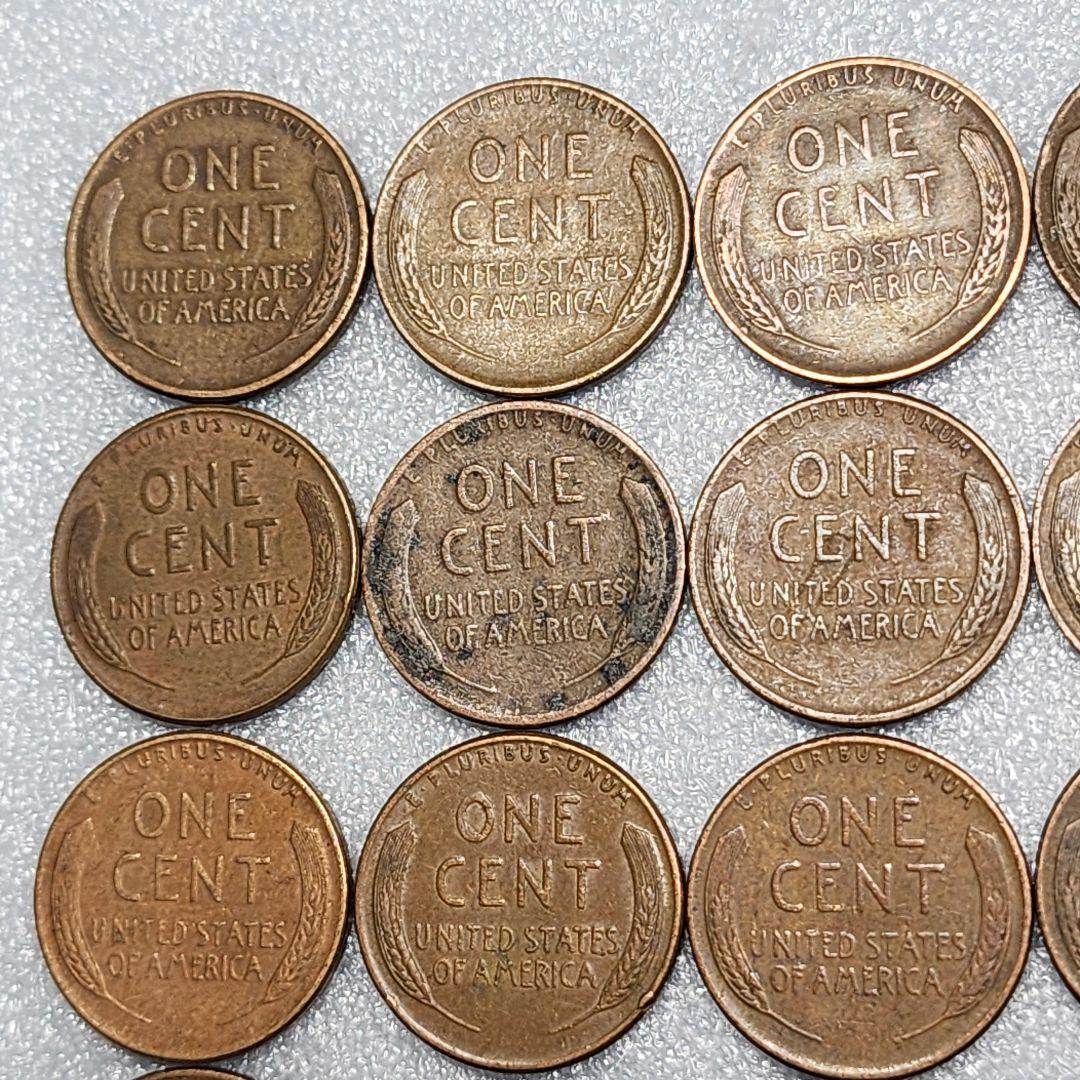 E·PLURIBUS·UNUM
ONE
CENT
UNITED STATES
OF AMERICA
E·PLURIBUS·UNUM
ONE
CENT
UNITED STATES
OF AMERICA
E·PLURIBUS·UNUM
ONE
CENT
UNITED STATES
OF AMERICA
E PLURIBUS·UNUM
ONE
CENT
UNITED STATES
OF AMERICA
E·PLURIBUS·UNUM
ONE
CENT
UNITED STATES
OF AMERICA
E·PLURIBUS·UNUM
ONE
CENT
UNITED STATES
OF AMERICA
E PLURIBUS·UNUM
ONE
CENT
UNITED STATES
OF AMERICA
E·PLURIBUS·UNUM
ONE
CENT
UNITED STATES
OF AMERICA
E·PLURIBUS·UNUM
ONE
CENT
UNITED STATES
OF AMERICA